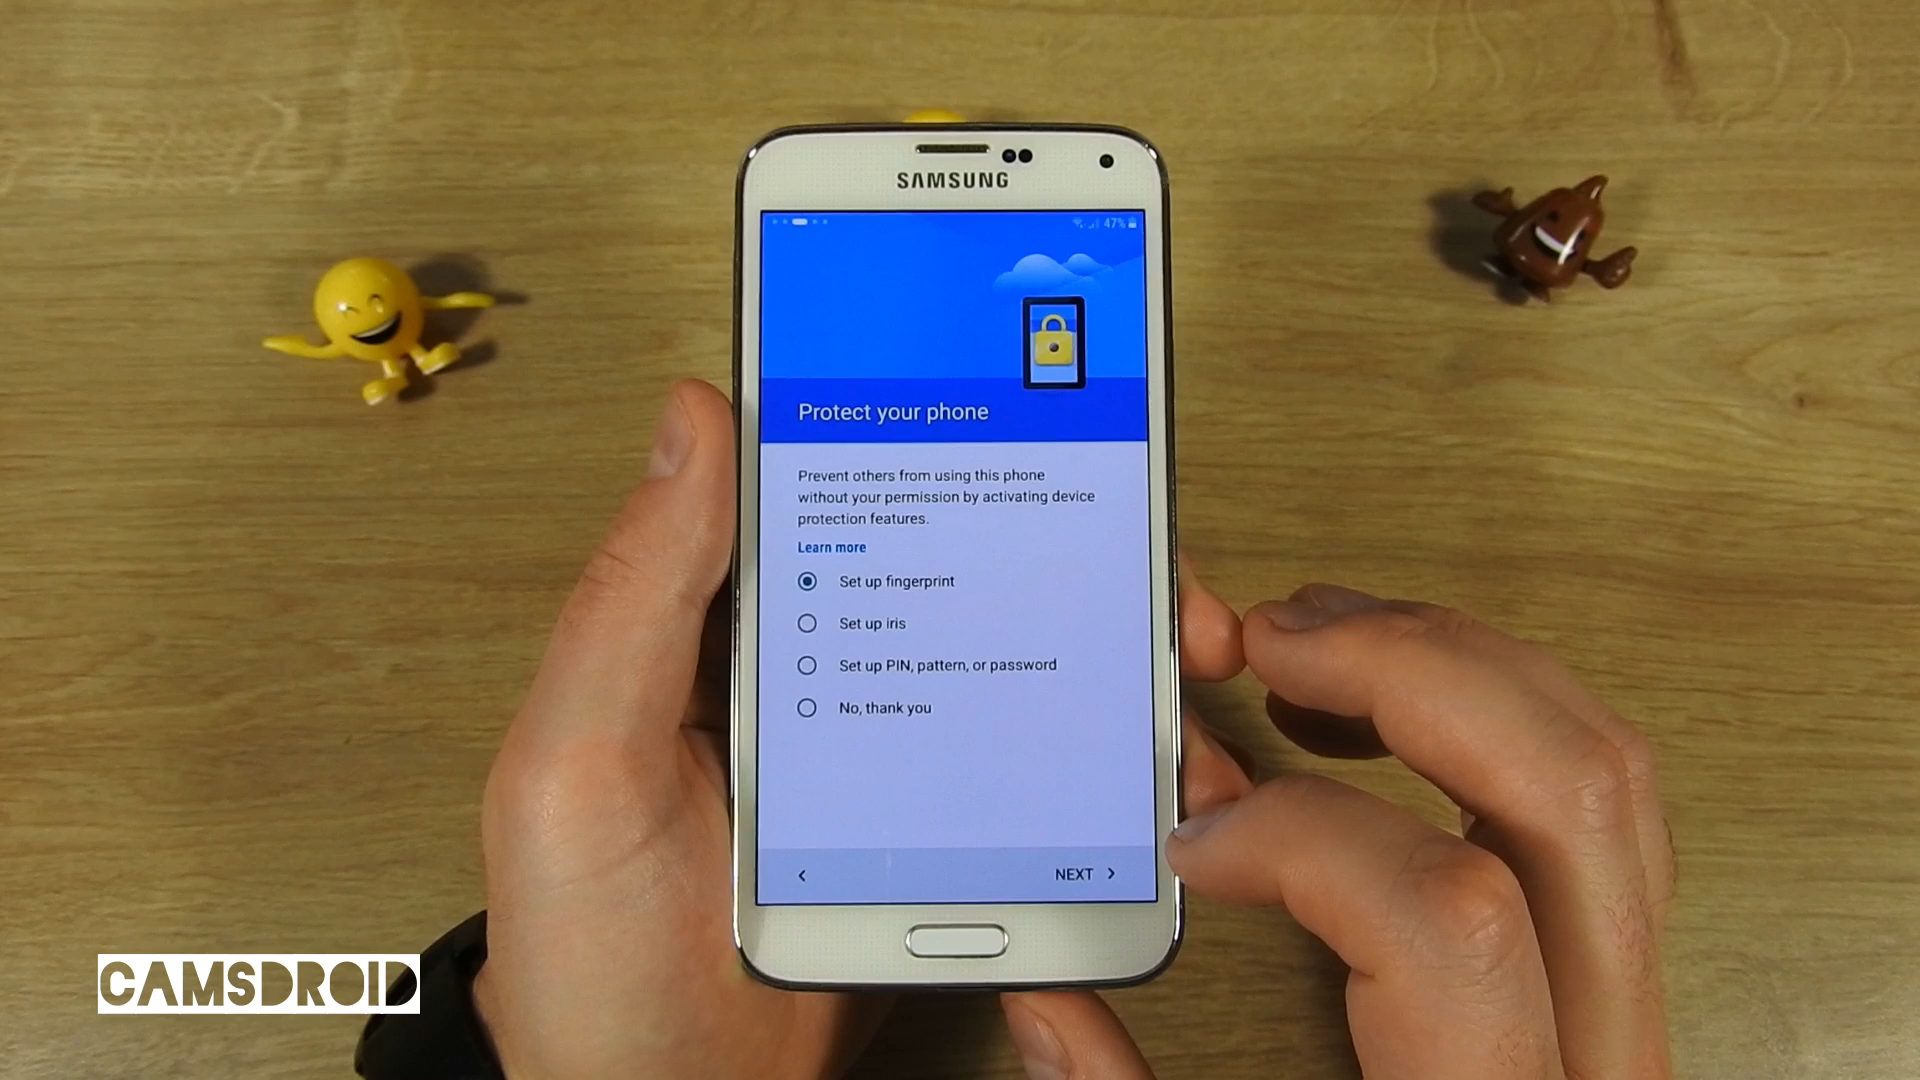 SAMSUNG
47%
Protect your phone
Prevent others from using this phone
without your permission by activating device
protection features.
Learn more
Set up fingerprint
Set up iris
Set up PIN, pattern, or password
No, thank you
NEXT
CAMSDROID